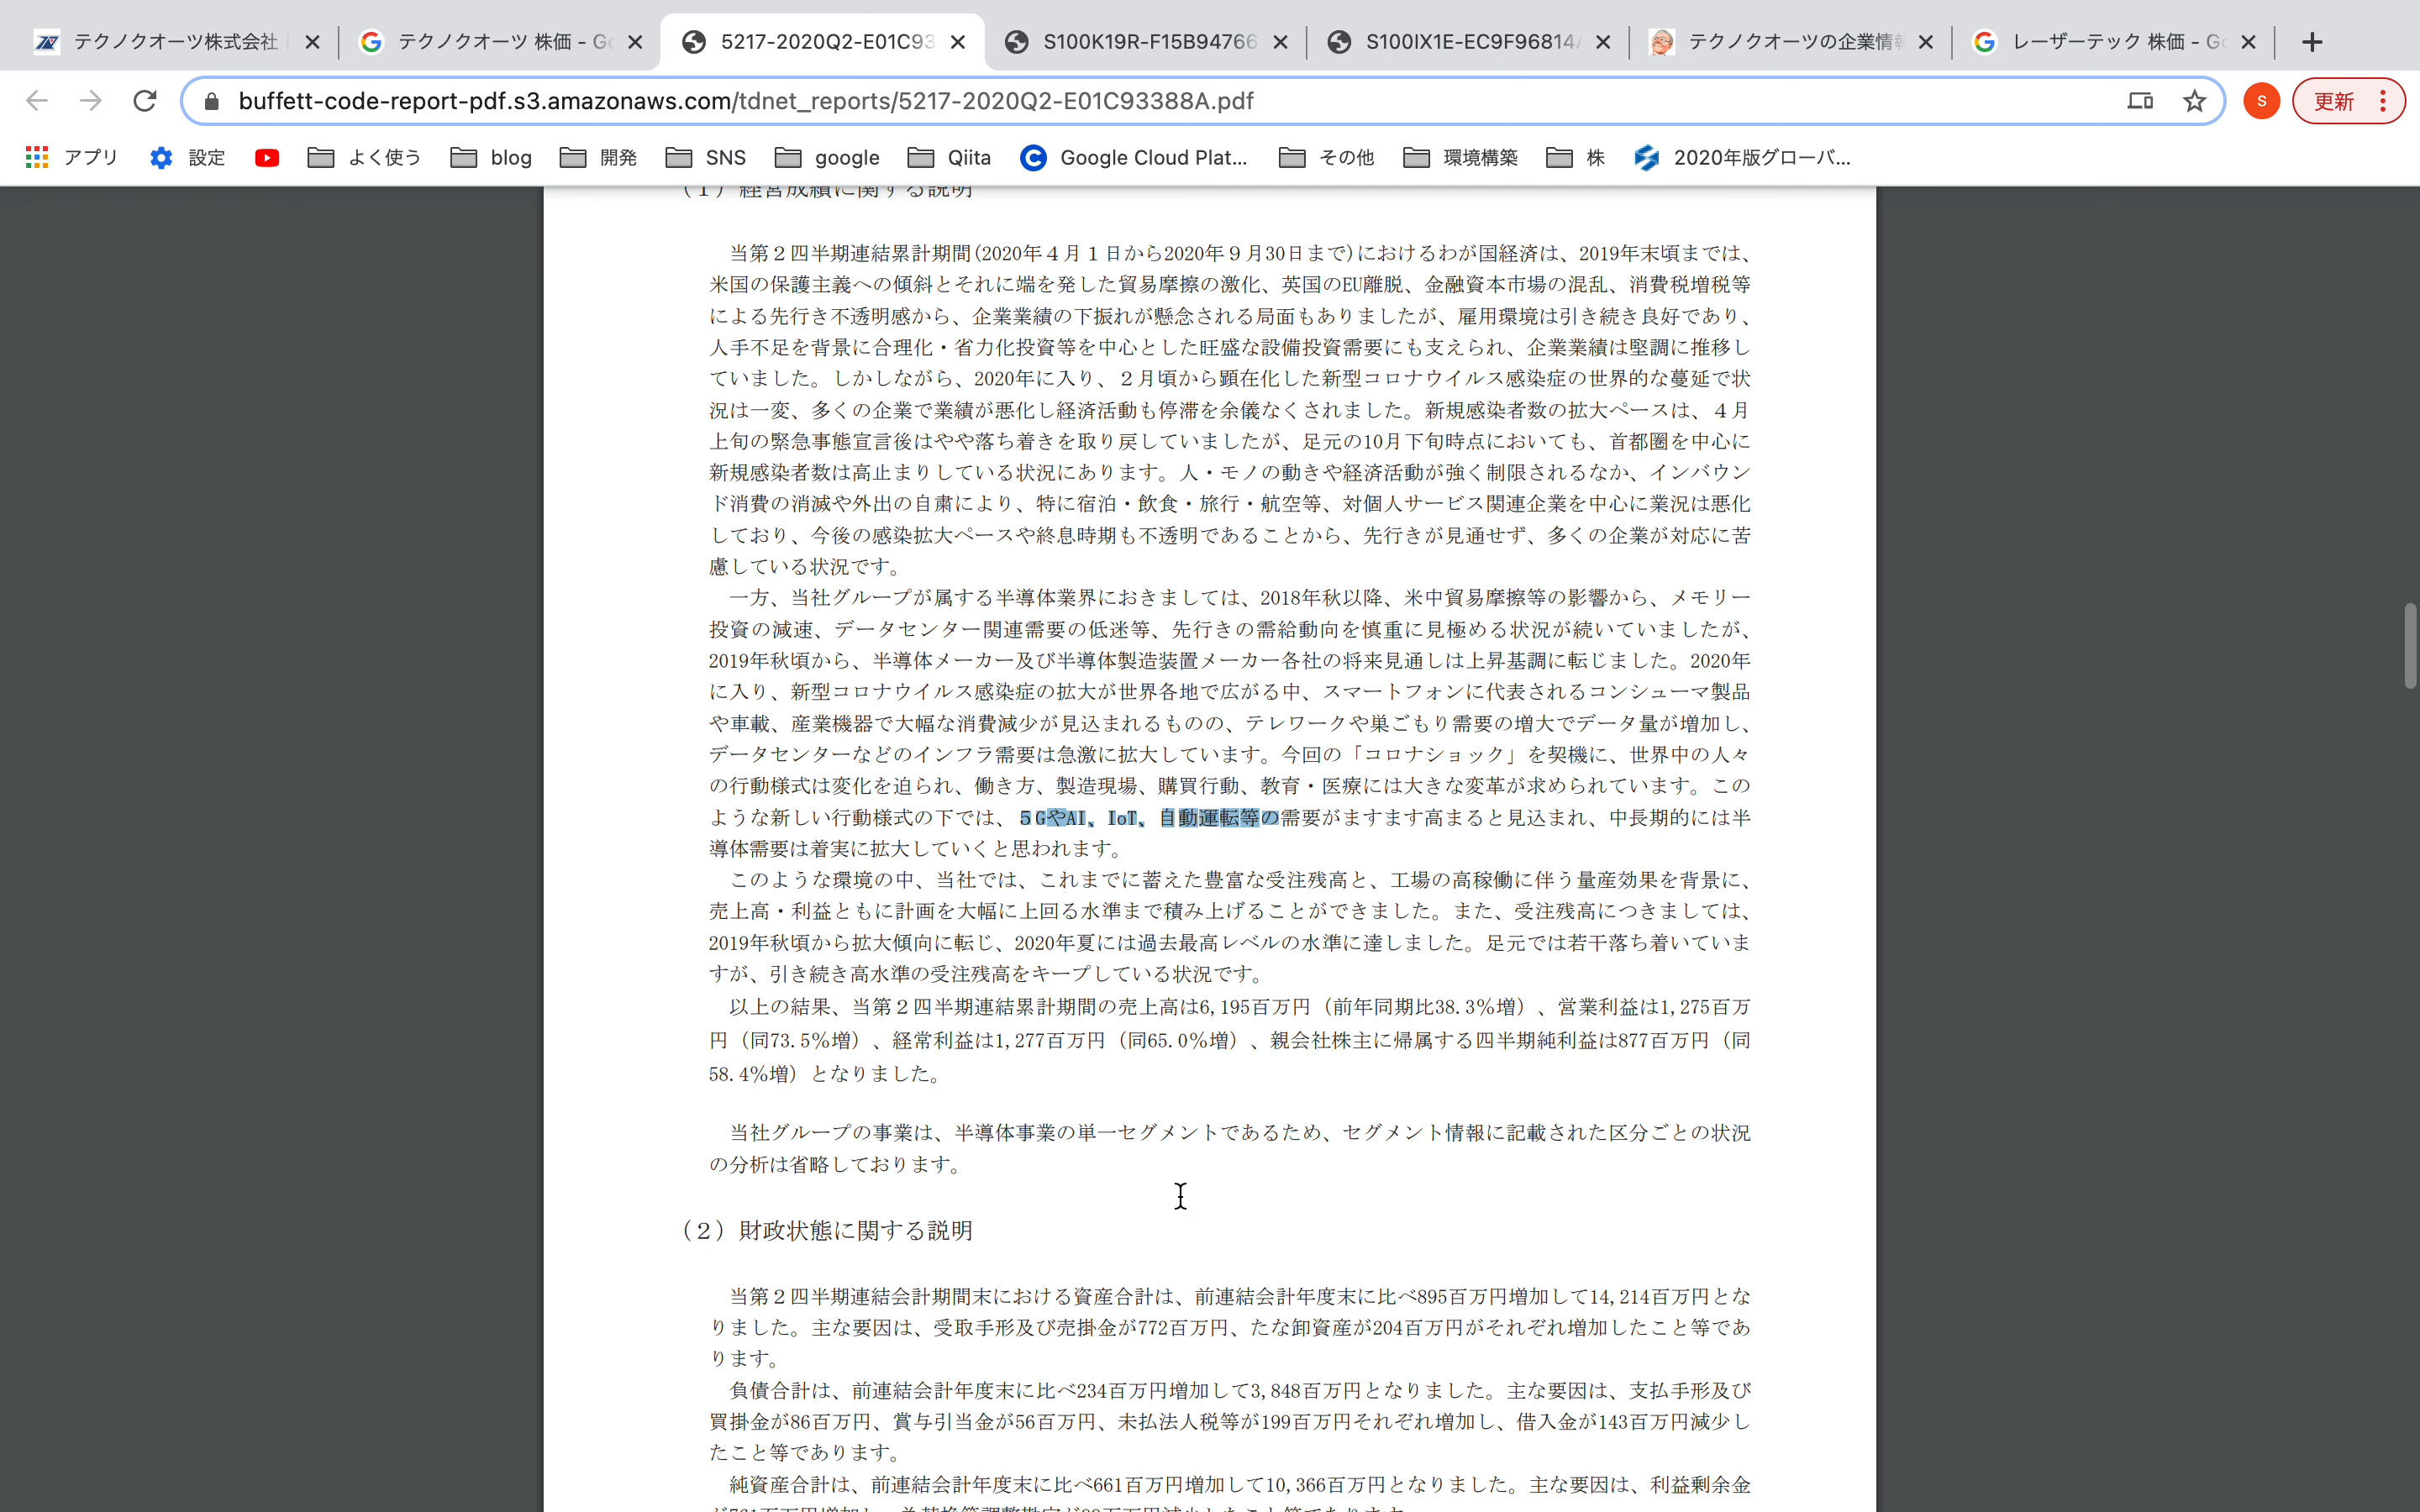 テクノクオーツ株式会社
テクノクオーツ 株価 - Go
5217-2020Q2-E01C93
S100K19R-F15B94766
S100IX1E-EC9F96814
テクノクオーツの企業情報
レーザーテック 株価 - Go
buffett-code-report-pdf.s3.amazonaws.com/tdnet_reports/5217-2020Q2-E01C93388A.pdf
S
更新
アプリ
設定
よく使う
blog
開発
SNS
google
Qiita
Google Cloud Plat...
その他
環境構築
株
2020年版グローバ...
(1) 経営成績に関する説明
当第２四半期連結累計期間(2020年４月１日から2020年９月30日まで)におけるわが国経済は、2019年末頃までは、
米国の保護主義への傾斜とそれに端を発した貿易摩擦の激化、英国のEU離脱、金融資本市場の混乱、消費税増税等
による先行き不透明感から、企業業績の下振れが懸念される局面もありましたが、雇用環境は引き続き良好であり、
人手不足を背景に合理化・省力化投資等を中心とした旺盛な設備投資需要にも支えられ、企業業績は堅調に推移し
ていました。しかしながら、2020年に入り、２月頃から顕在化した新型コロナウイルス感染症の世界的な蔓延で状
況は一変、多くの企業で業績が悪化し経済活動も停滞を余儀なくされました。新規感染者数の拡大ペースは、４月
上旬の緊急事態宣言後はやや落ち着きを取り戻していましたが、足元の10月下旬時点においても、首都圏を中心に
新規感染者数は高止まりしている状況にあります。人・モノの動きや経済活動が強く制限されるなか、インバウン
ド消費の消滅や外出の自粛により、特に宿泊・飲食・旅行・航空等、対個人サービス関連企業を中心に業況は悪化
しており、今後の感染拡大ペースや終息時期も不透明であることから、先行きが見通せず、多くの企業が対応に苦
慮している状況です。
一方、当社グループが属する半導体業界におきましては、2018年秋以降、米中貿易摩擦等の影響から、メモリー
投資の減速、データセンター関連需要の低迷等、先行きの需給動向を慎重に見極める状況が続いていましたが、
2019年秋頃から、半導体メーカー及び半導体製造装置メーカー各社の将来見通しは上昇基調に転じました。2020年
に入り、新型コロナウイルス感染症の拡大が世界各地で広がる中、スマートフォンに代表されるコンシューマ製品
や車載、産業機器で大幅な消費減少が見込まれるものの、テレワークや巣ごもり需要の増大でデータ量が増加し、
データセンターなどのインフラ需要は急激に拡大しています。今回の「コロナショック」を契機に、世界中の人々
の行動様式は変化を迫られ、働き方、製造現場、購買行動、教育・医療には大きな変革が求められています。この
ような新しい行動様式の下では、５GやAI、IoT、自動運転等の需要がますます高まると見込まれ、中長期的には半
導体需要は着実に拡大していくと思われます。
このような環境の中、当社では、これまでに蓄えた豊富な受注残高と、工場の高稼働に伴う量産効果を背景に、
売上高・利益ともに計画を大幅に上回る水準まで積み上げることができました。また、受注残高につきましては、
2019年秋頃から拡大傾向に転じ、2020年夏には過去最高レベルの水準に達しました。足元では若干落ち着いていま
すが、引き続き高水準の受注残高をキープしている状況です。
以上の結果、当第２四半期連結累計期間の売上高は6,195百万円（前年同期比38.3％増）、営業利益は1,275百万
円（同73.5％増）、経常利益は1,277百万円（同65.0％増）、親会社株主に帰属する四半期純利益は877百万円（同
58.4％増）となりました。
当社グループの事業は、半導体事業の単一セグメントであるため、セグメント情報に記載された区分ごとの状況
の分析は省略しております。
（２）財政状態に関する説明
当第２四半期連結会計期間末における資産合計は、前連結会計年度末に比べ895百万円増加して14,214百万円とな
りました。主な要因は、受取手形及び売掛金が772百万円、たな卸資産が204百万円がそれぞれ増加したこと等であ
ります。
負債合計は、前連結会計年度末に比べ234百万円増加して3,848百万円となりました。主な要因は、支払手形及び
買掛金が86百万円、賞与引当金が56百万円、未払法人税等が199百万円それぞれ増加し、借入金が143百万円減少し
たこと等であります。
純資産合計は、前連結会計年度末に比べ661百万円増加して10,366百万円となりました。主な要因は、利益剰余金